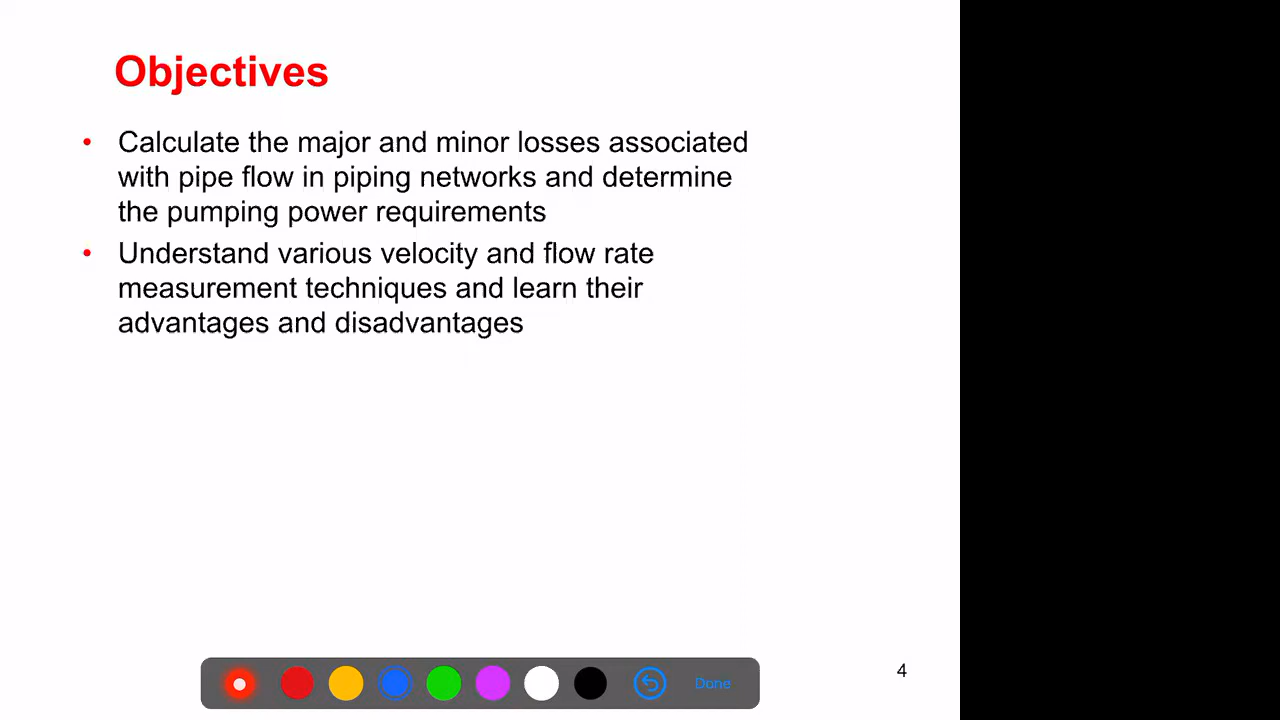 Objectives
• Calculate the major and minor losses associated
with pipe flow in piping networks and determine
the pumping power requirements
• Understand various velocity and flow rate
measurement techniques and learn their
advantages and disadvantages
4
Done